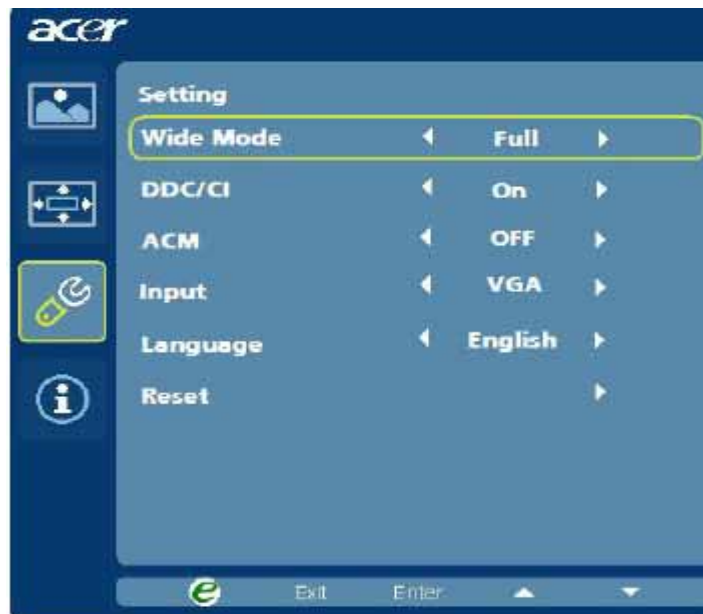 acer
Setting
Wide Mode Full
DDC/CI On
ACM OFF
Input VGA
Language English
Reset
e Exit Enter